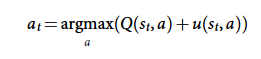 a_t = argmax(Q(s_t, a) + u(s_t, a))
a